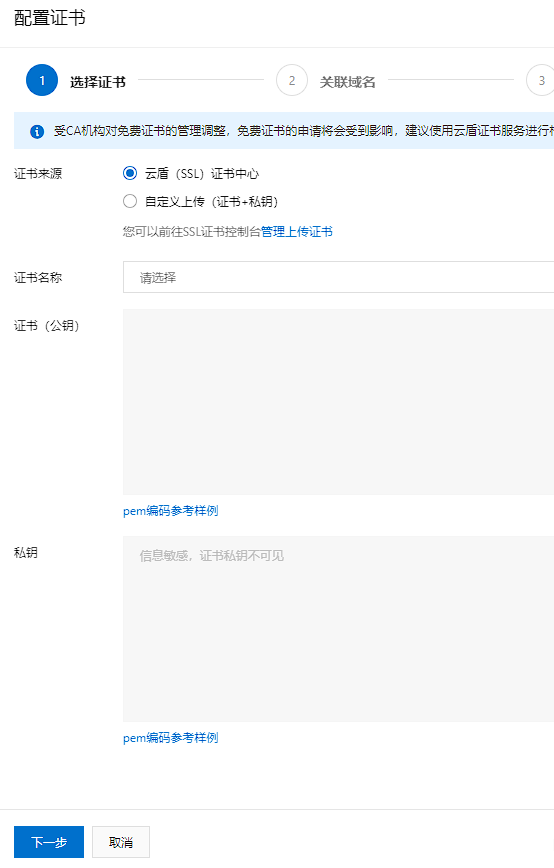 配置证书
1 选择证书 2 关联域名 3
受CA机构对免费证书的管理调整，免费证书的申请将会受到影响，建议使用云盾证书服务进行
证书来源 云盾（SSL）证书中心
自定义上传（证书+私钥）
您可以前往SSL证书控制台管理上传证书
证书名称 请选择
证书（公钥）
pem编码参考样例
私钥 信息敏感，证书私钥不可见
pem编码参考样例
下一步 取消